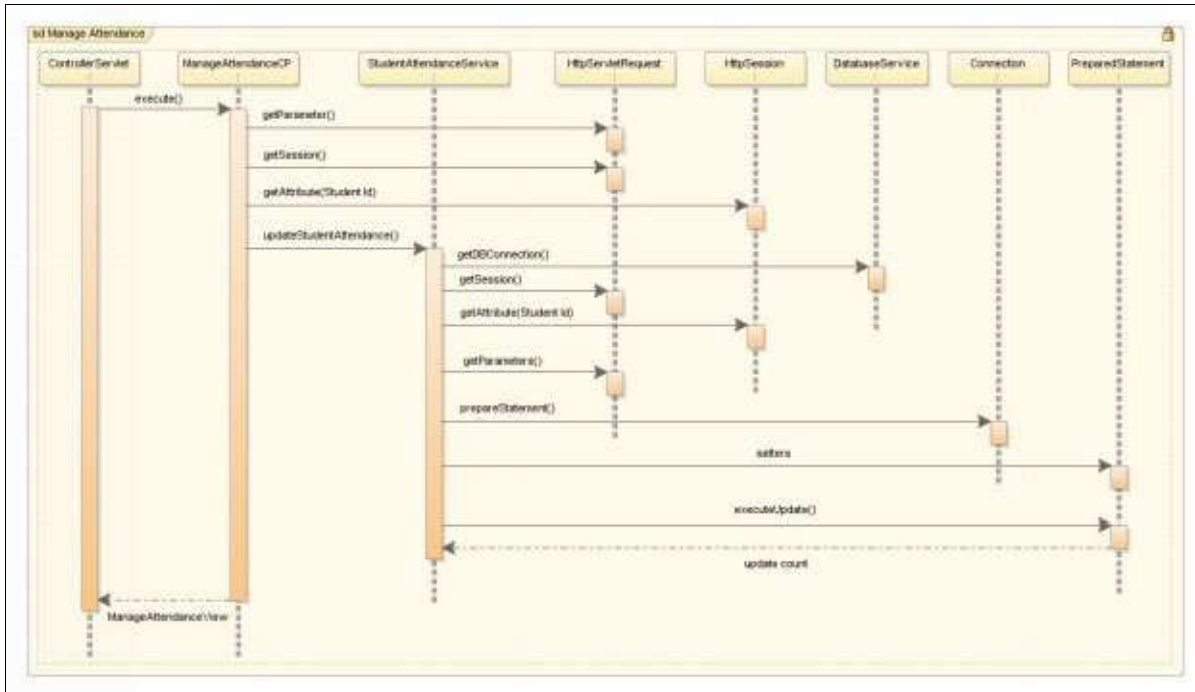 sd Manage Attendance
ControllerServlet ManageAttendanceCP StudentAttendanceService HttpServletRequest HttpSession DatabaseService Connection PreparedStatement
execute()
getParameter()
getSession()
getAttribute(Student Id)
updateStudentAttendance()
getDBConnection()
getSession()
getAttribute(Student Id)
getParameters()
prepareStatement()
setters
executeUpdate()
update count
ManageAttendanceView